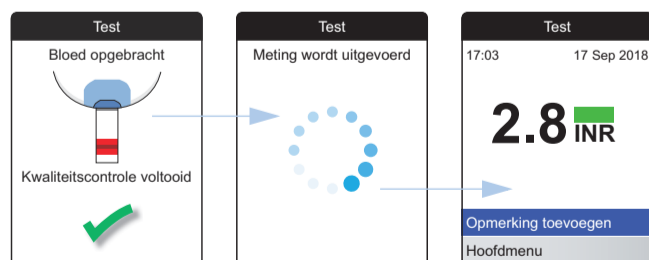 Test
Bloed opgebracht
Kwaliteitscontrole voltooid
Test
Meting wordt uitgevoerd
Test
17:03 17 Sep 2018
2.8 INR
Opmerking toevoegen
Hoofdmenu